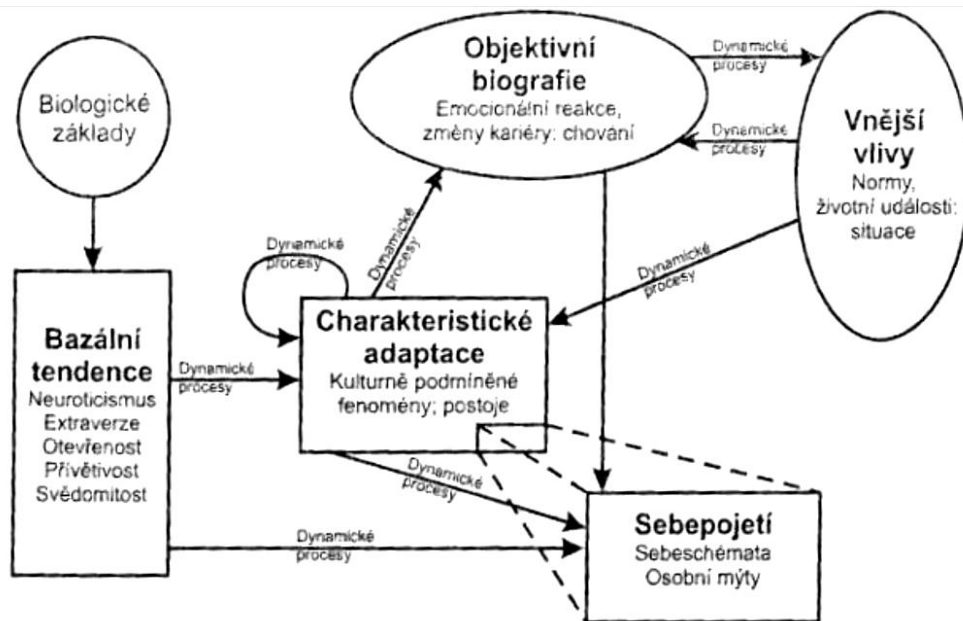 Biologické
základy
Objektivní
biografie
Emocionální reakce,
změny kariéry: chování
Dynamické
procesy
Dynamické
procesy
Vnější
vlivy
Normy,
životní události:
situace
Dynamické
procesy
Dynamické
procesy
Dynamické
procesy
Bazální
tendence
Neuroticismus
Extraverze
Otevřenost
Přívětivost
Svědomitost
Dynamické
procesy
Charakteristické
adaptace
Kulturně podmíněné
fenomény; postoje
Dynamické
procesy
Dynamické
procesy
Sebepojetí
Sebeschémata
Osobní mýty